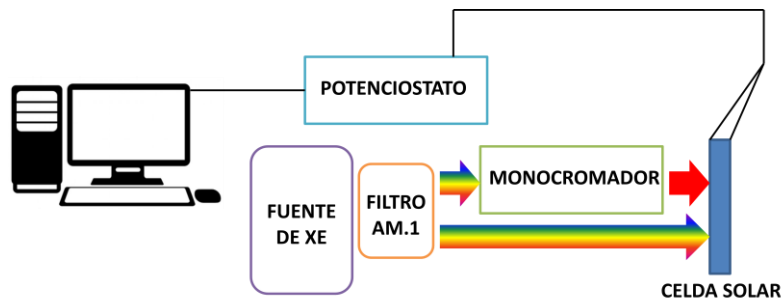 POTENCIOSTATO
FUENTE
DE XE
FILTRO
AM.1
MONOCROMADOR
CELDA SOLAR